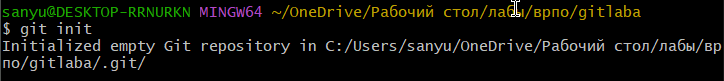 sanyu@DESKTOP-RRNURKN MINGW64 ~/OneDrive/Рабочий стол/лабы/врпо/gitlaba
$ git init
Initialized empty Git repository in C:/Users/sanyu/OneDrive/Рабочий стол/лабы/вр
по/gitlaba/.git/